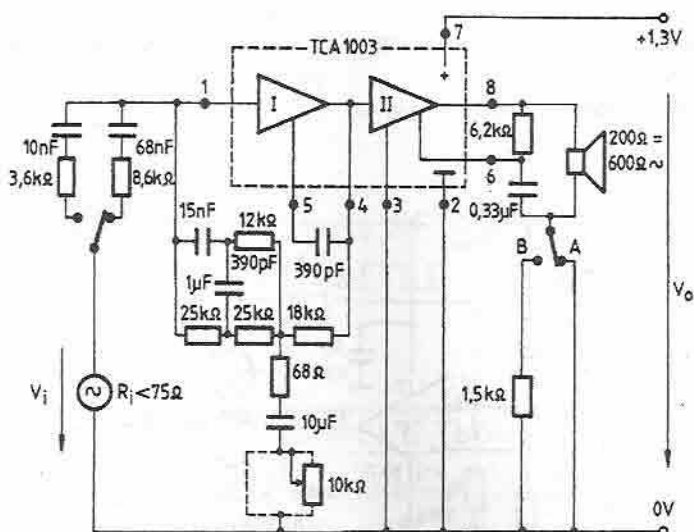 TCA1003
7
+1,3V
1
I
II
8
+
10nF
68nF
6,2kΩ
200Ω =
600Ω ~
3,6kΩ
8,6kΩ
6
15nF
12kΩ
5
4
3
2
0,33µF
390pF
390pF
1µF
B
A
V₀
25kΩ
25kΩ
18kΩ
68Ω
Vᵢ
Rᵢ<75Ω
1,5kΩ
10µF
10kΩ
0V